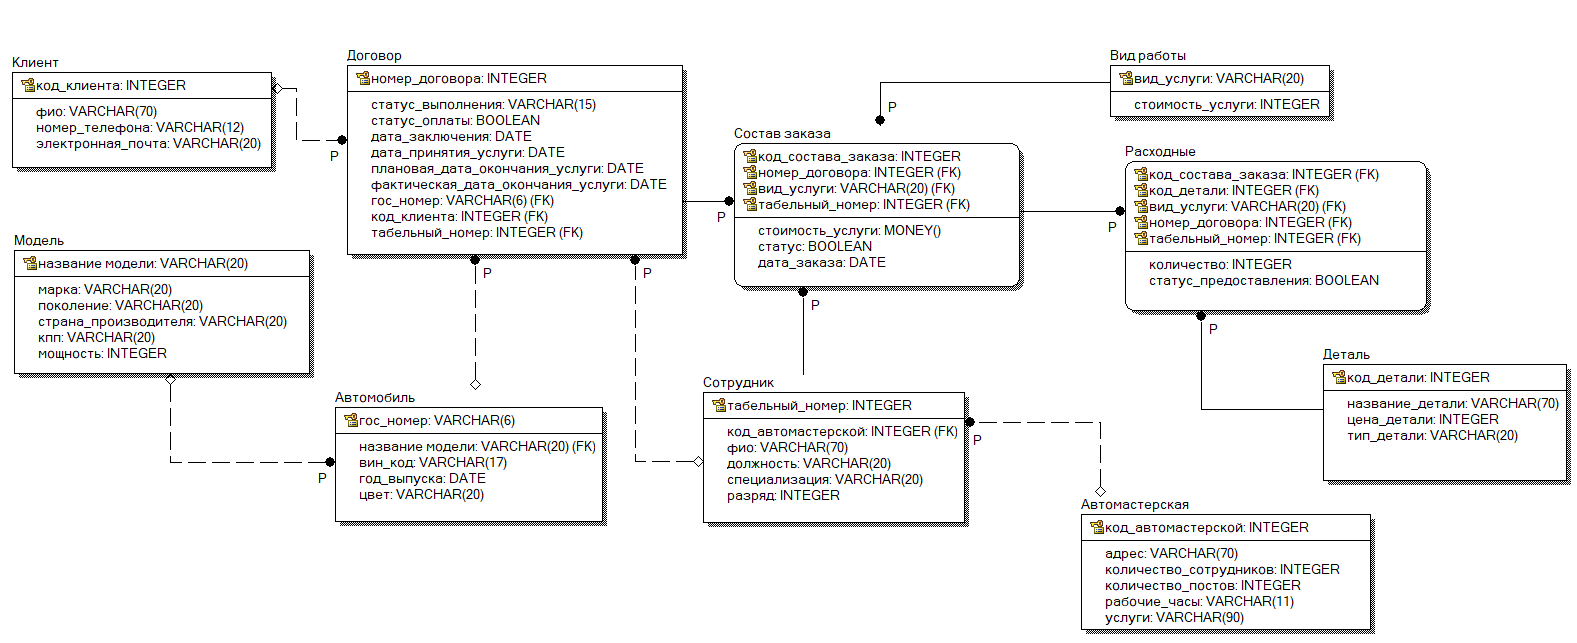 Клиент
код_клиента: INTEGER
фио: VARCHAR(70)
номер_телефона: VARCHAR(12)
электронная_почта: VARCHAR(20)
P
Договор
номер_договора: INTEGER
статус_выполнения: VARCHAR(15)
статус_оплаты: BOOLEAN
дата_заключения: DATE
дата_принятия_услуги: DATE
плановая_дата_окончания_услуги: DATE
фактическая_дата_окончания_услуги: DATE
гос_номер: VARCHAR(6) (FK)
код_клиента: INTEGER (FK)
табельный_номер: INTEGER (FK)
P
P
P
Вид работы
вид_услуги: VARCHAR(20)
стоимость_услуги: INTEGER
P
Состав заказа
код_состава_заказа: INTEGER
номер_договора: INTEGER (FK)
вид_услуги: VARCHAR(20) (FK)
табельный_номер: INTEGER (FK)
стоимость_услуги: MONEY()
статус: BOOLEAN
дата_заказа: DATE
P
P
Расходные
код_состава_заказа: INTEGER (FK)
код_детали: INTEGER (FK)
вид_услуги: VARCHAR(20) (FK)
номер_договора: INTEGER (FK)
табельный_номер: INTEGER (FK)
количество: INTEGER
статус_предоставления: BOOLEAN
P
Модель
название модели: VARCHAR(20)
марка: VARCHAR(20)
поколение: VARCHAR(20)
страна_производителя: VARCHAR(20)
кпп: VARCHAR(20)
мощность: INTEGER
P
Автомобиль
гос_номер: VARCHAR(6)
название модели: VARCHAR(20) (FK)
вин_код: VARCHAR(17)
год_выпуска: DATE
цвет: VARCHAR(20)
Сотрудник
табельный_номер: INTEGER
код_автомастерской: INTEGER (FK)
фио: VARCHAR(70)
должность: VARCHAR(20)
специализация: VARCHAR(20)
разряд: INTEGER
P
Деталь
код_детали: INTEGER
название_детали: VARCHAR(70)
цена_детали: INTEGER
тип_детали: VARCHAR(20)
Автомастерская
код_автомастерской: INTEGER
адрес: VARCHAR(70)
количество_сотрудников: INTEGER
количество_постов: INTEGER
рабочие_часы: VARCHAR(11)
услуги: VARCHAR(90)